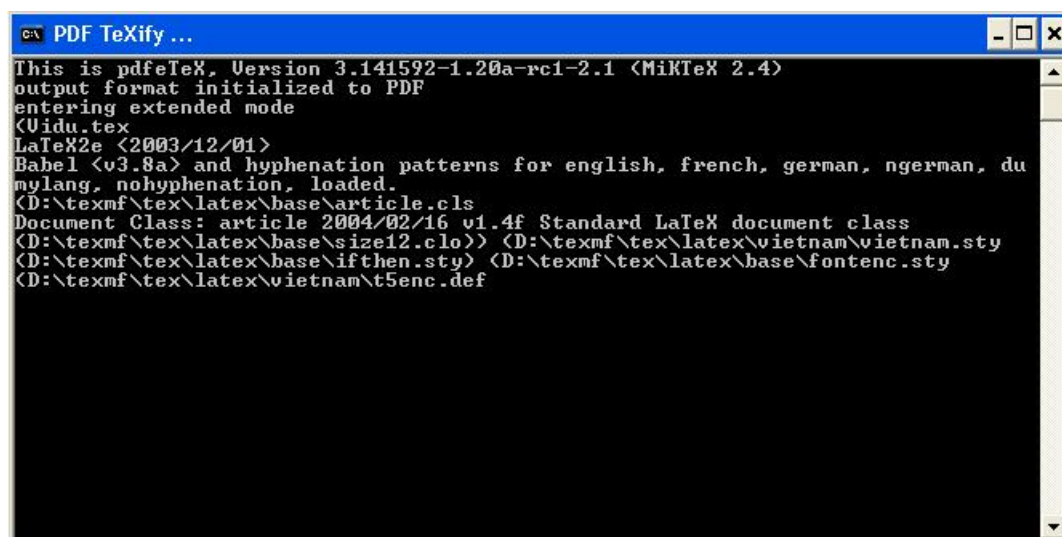 PDF TeXify ...
This is pdfeTeX, Version 3.141592-1.20a-rc1-2.1 (MiKTeX 2.4)
output format initialized to PDF
entering extended mode
(Vidu.tex
LaTeX2e <2003/12/01>
Babel <v3.8a> and hyphenation patterns for english, french, german, ngerman, du
mylang, nohyphenation, loaded.
(D:\texmf\tex\latex\base\article.cls
Document Class: article 2004/02/16 v1.4f Standard LaTeX document class
(D:\texmf\tex\latex\base\size12.clo)) (D:\texmf\tex\latex\vietnam\vietnam.sty
(D:\texmf\tex\latex\base\ifthen.sty) (D:\texmf\tex\latex\base\fontenc.sty
(D:\texmf\tex\latex\vietnam\t5enc.def